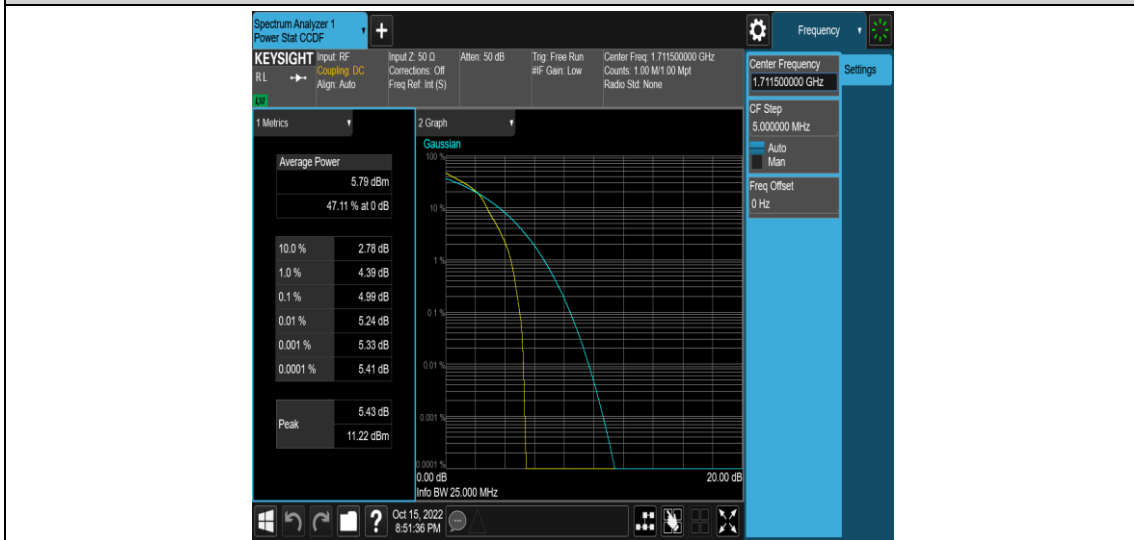 Spectrum Analyzer 1
Power Stat CCDF
+
Frequency
KEYSIGHT
Input: RF
Coupling: DC
Align: Auto
RL
LXI
Input Z: 50 Ω
Corrections: Off
Freq Ref: Int (S)
Atten: 50 dB
Trig: Free Run
#IF Gain: Low
Center Freq: 1.711500000 GHz
Counts: 1.00 M/1.00 Mpt
Radio Std: None
Center Frequency
1.711500000 GHz
Settings
CF Step
5.000000 MHz
Auto
Man
Freq Offset
0 Hz
1 Metrics
Average Power
5.79 dBm
47.11 % at 0 dB
10.0 % 2.78 dB
1.0 % 4.39 dB
0.1 % 4.99 dB
0.01 % 5.24 dB
0.001 % 5.33 dB
0.0001 % 5.41 dB
Peak
5.43 dB
11.22 dBm
2 Graph
Gaussian
100 %
10 %
1 %
0.1 %
0.01 %
0.001 %
0.0001 %
0.00 dB 20.00 dB
Info BW 25.000 MHz
?
Oct 15, 2022
8:51:36 PM